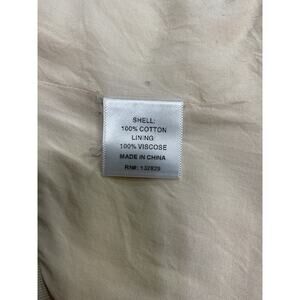 SHELL:
100% COTTON
LINING:
100% VISCOSE
MADE IN CHINA
RN#: 132829